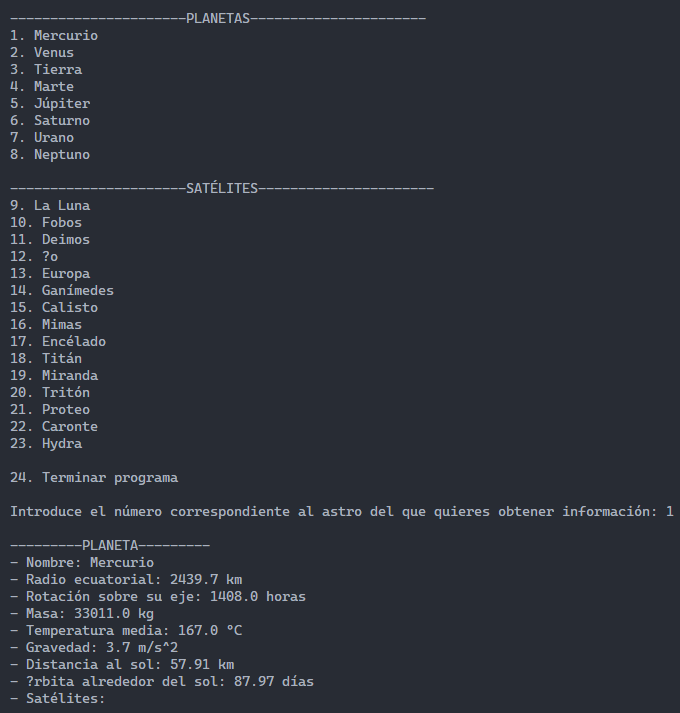 ----------------------PLANETAS----------------------
1. Mercurio
2. Venus
3. Tierra
4. Marte
5. Júpiter
6. Saturno
7. Urano
8. Neptuno
----------------------SATÉLITES----------------------
9. La Luna
10. Fobos
11. Deimos
12. ?o
13. Europa
14. Ganímedes
15. Calisto
16. Mimas
17. Encélado
18. Titán
19. Miranda
20. Tritón
21. Proteo
22. Caronte
23. Hydra
24. Terminar programa
Introduce el número correspondiente al astro del que quieres obtener información: 1
---------PLANETA---------
- Nombre: Mercurio
- Radio ecuatorial: 2439.7 km
- Rotación sobre su eje: 1408.0 horas
- Masa: 33011.0 kg
- Temperatura media: 167.0 ºC
- Gravedad: 3.7 m/s^2
- Distancia al sol: 57.91 km
- ?rbita alrededor del sol: 87.97 días
- Satélites: